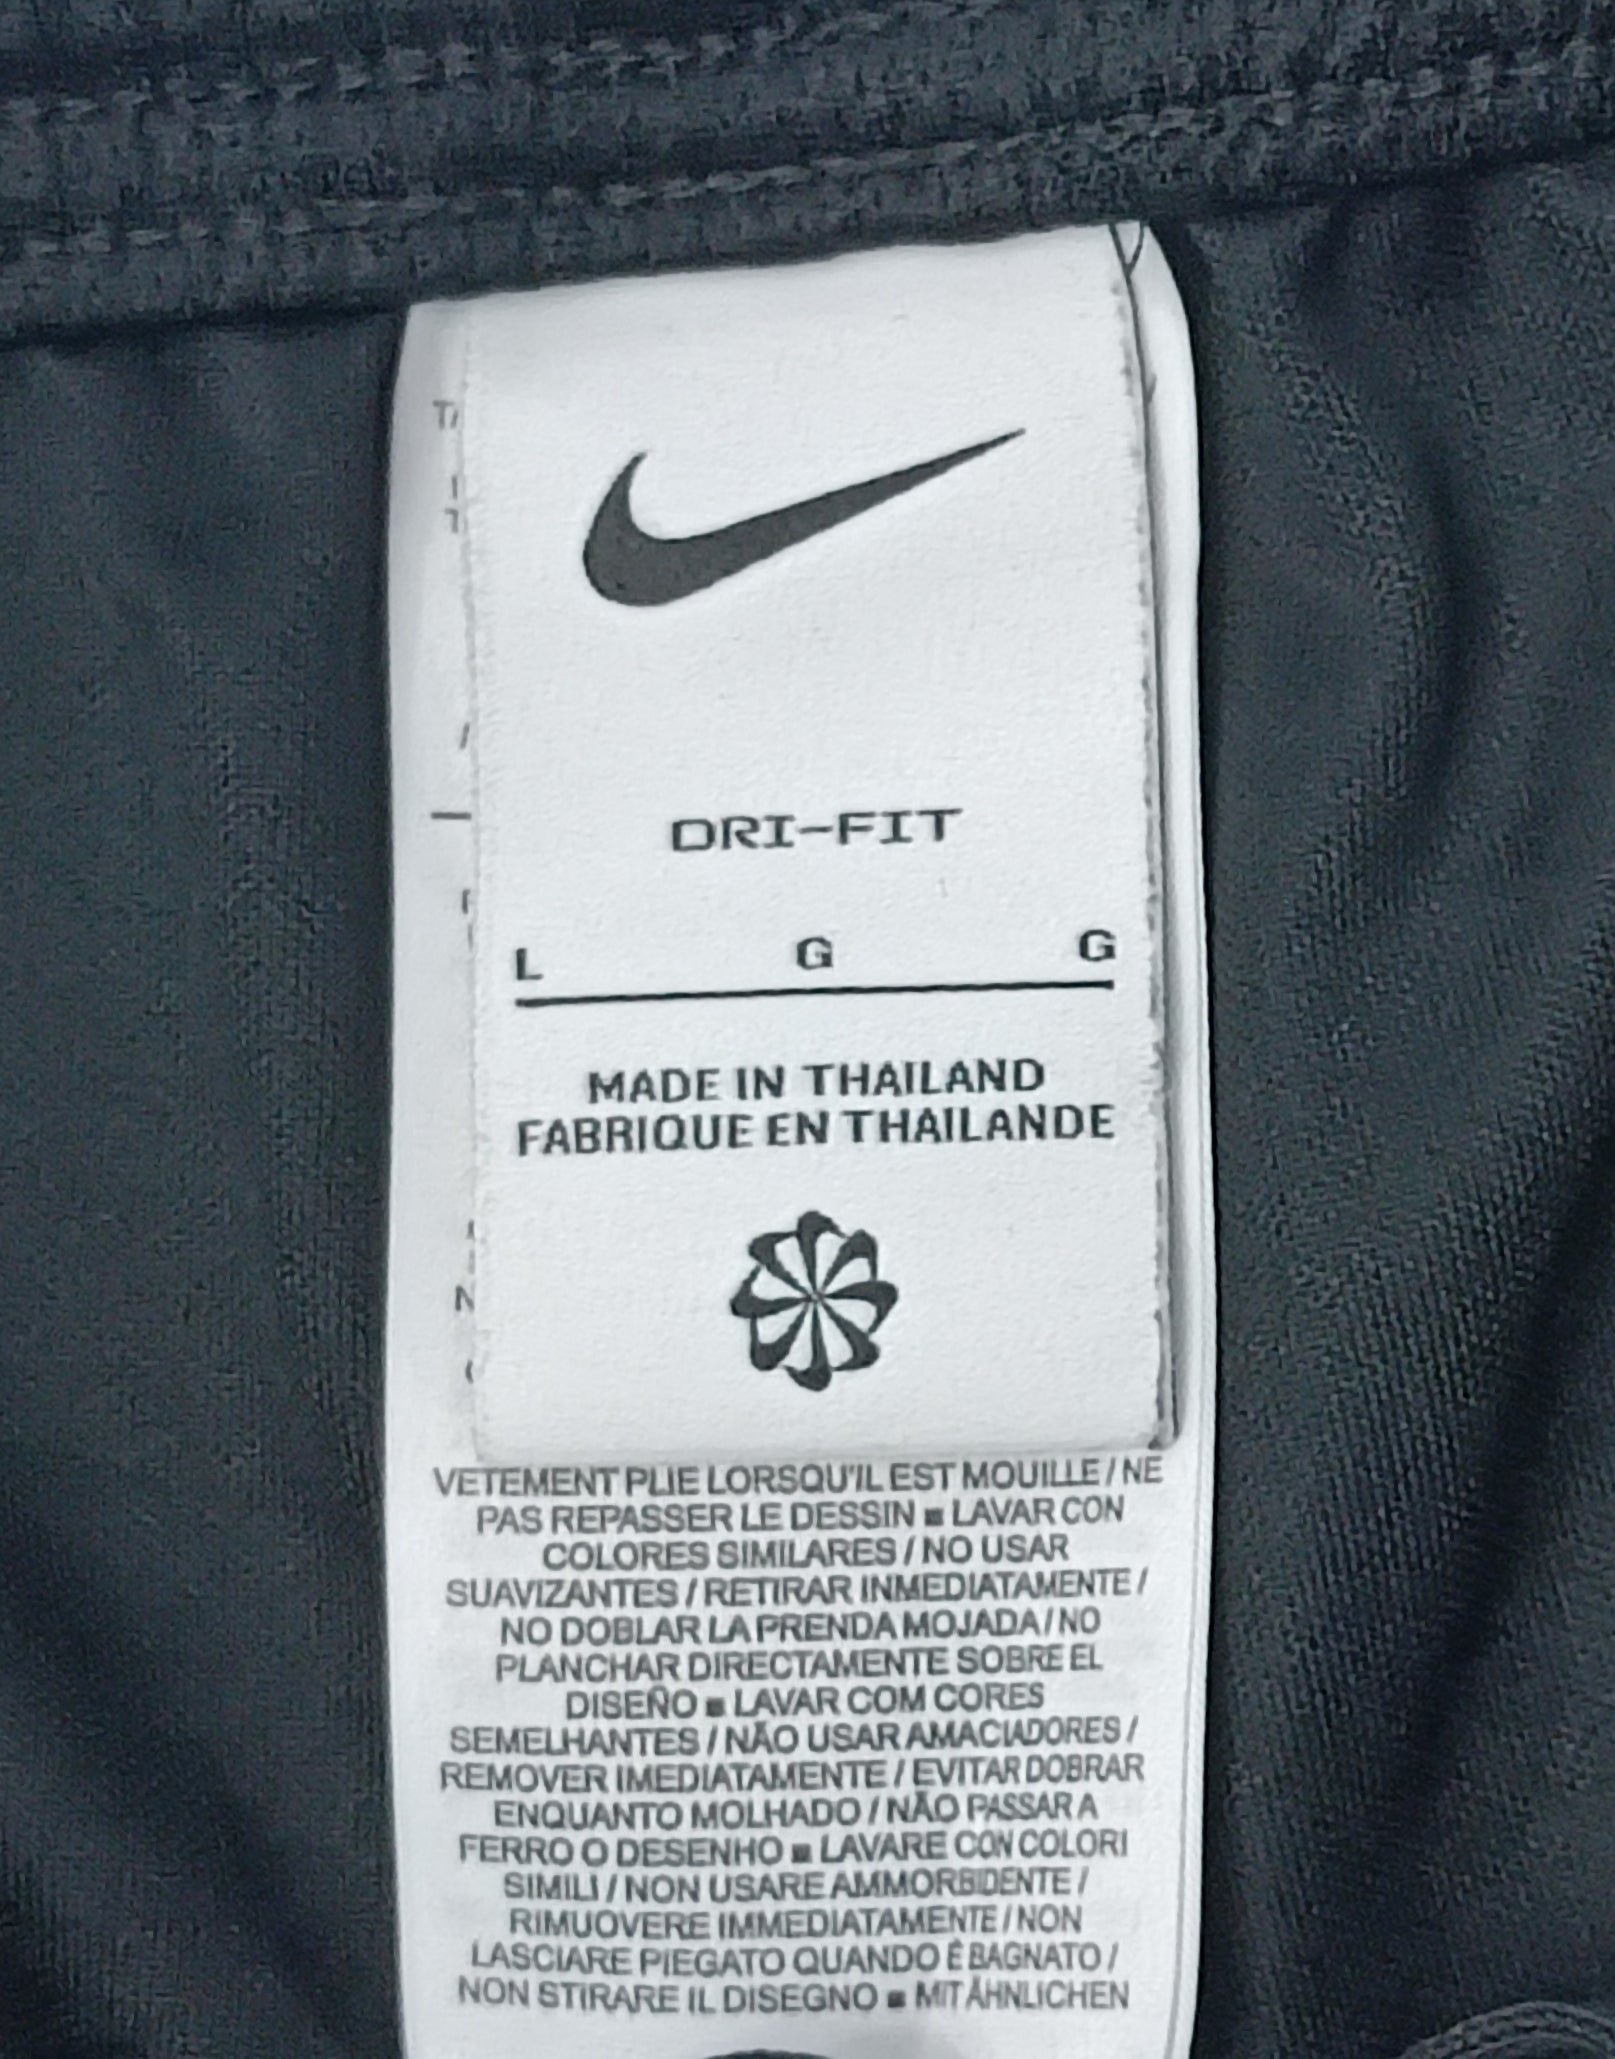 DRI-FIT
L G G
MADE IN THAILAND
FABRIQUE EN THAILANDE
VETEMENT PLIE LORSQU'IL EST MOUILLE / NE
PAS REPASSER LE DESSIN ■ LAVAR CON
COLORES SIMILARES / NO USAR
SUAVIZANTES / RETIRAR INMEDIATAMENTE /
NO DOBLAR LA PRENDA MOJADA / NO
PLANCHAR DIRECTAMENTE SOBRE EL
DISEÑO ■ LAVAR COM CORES
SEMELHANTES / NÃO USAR AMACIADORES /
REMOVER IMEDIATAMENTE / EVITAR DOBRAR
ENQUANTO MOLHADO / NÃO PASSAR A
FERRO O DESENHO ■ LAVARE CON COLORI
SIMILI / NON USARE AMMORBIDENTE /
RIMUOVERE IMMEDIATAMENTE / NON
LASCIARE PIEGATO QUANDO É BAGNATO /
NON STIRARE IL DISEGNO ■ MIT ÄHNLICHEN